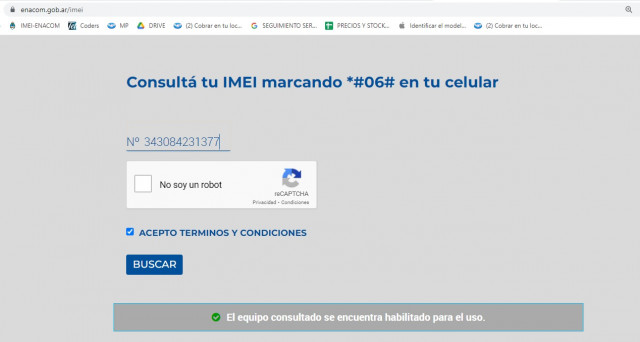 enacom.gob.ar/imei
IMEI-ENACOM Coders MP DRIVE (2) Cobrar en tu loc... SEGUIMIENTO SER... PRECIOS Y STOCK... Identificar el model... (2) Cobrar en tu loc...
Consultá tu IMEI marcando *#06# en tu celular
Nº 343084231377
No soy un robot
reCAPTCHA
Privacidad - Condiciones
ACEPTO TERMINOS Y CONDICIONES
BUSCAR
El equipo consultado se encuentra habilitado para el uso.